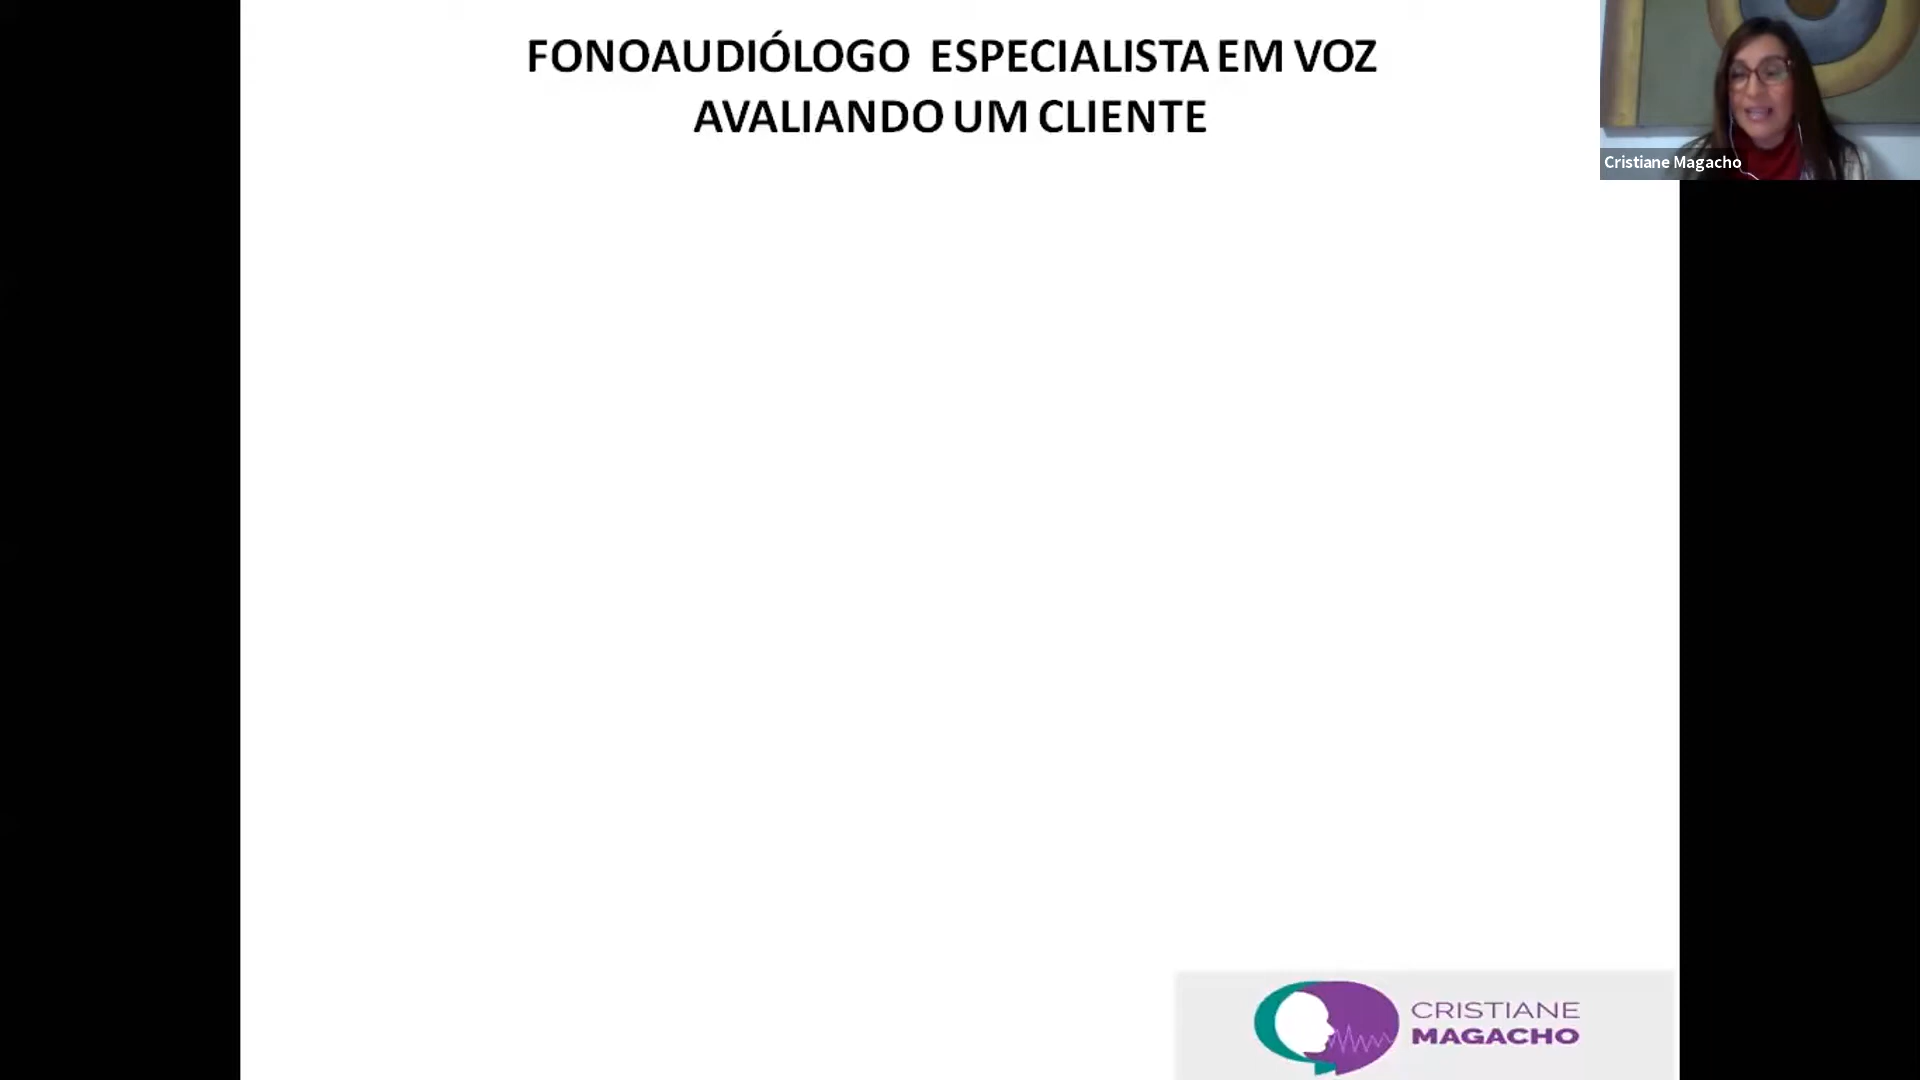 FONOAUDIÓLOGO ESPECIALISTA EM VOZ
AVALIANDO UM CLIENTE
Cristiane Magacho
CRISTIANE
MAGACHO